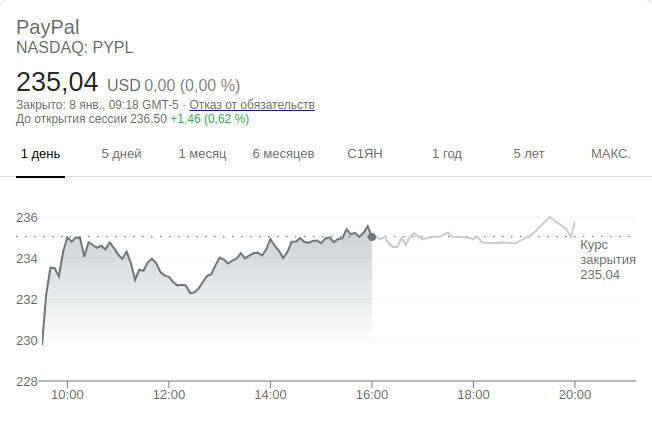 PayPal
NASDAQ: PYPL
235,04 USD 0,00 (0,00 %)
Закрыто: 8 янв., 09:18 GMT-5 · Отказ от обязательств
До открытия сессии 236,50 +1,46 (0,62 %)
1 день 5 дней 1 месяц 6 месяцев С1ЯН 1 год 5 лет МАКС.
236
234
232
230
228
Курс
закрытия
235,04
10:00 12:00 14:00 16:00 18:00 20:00